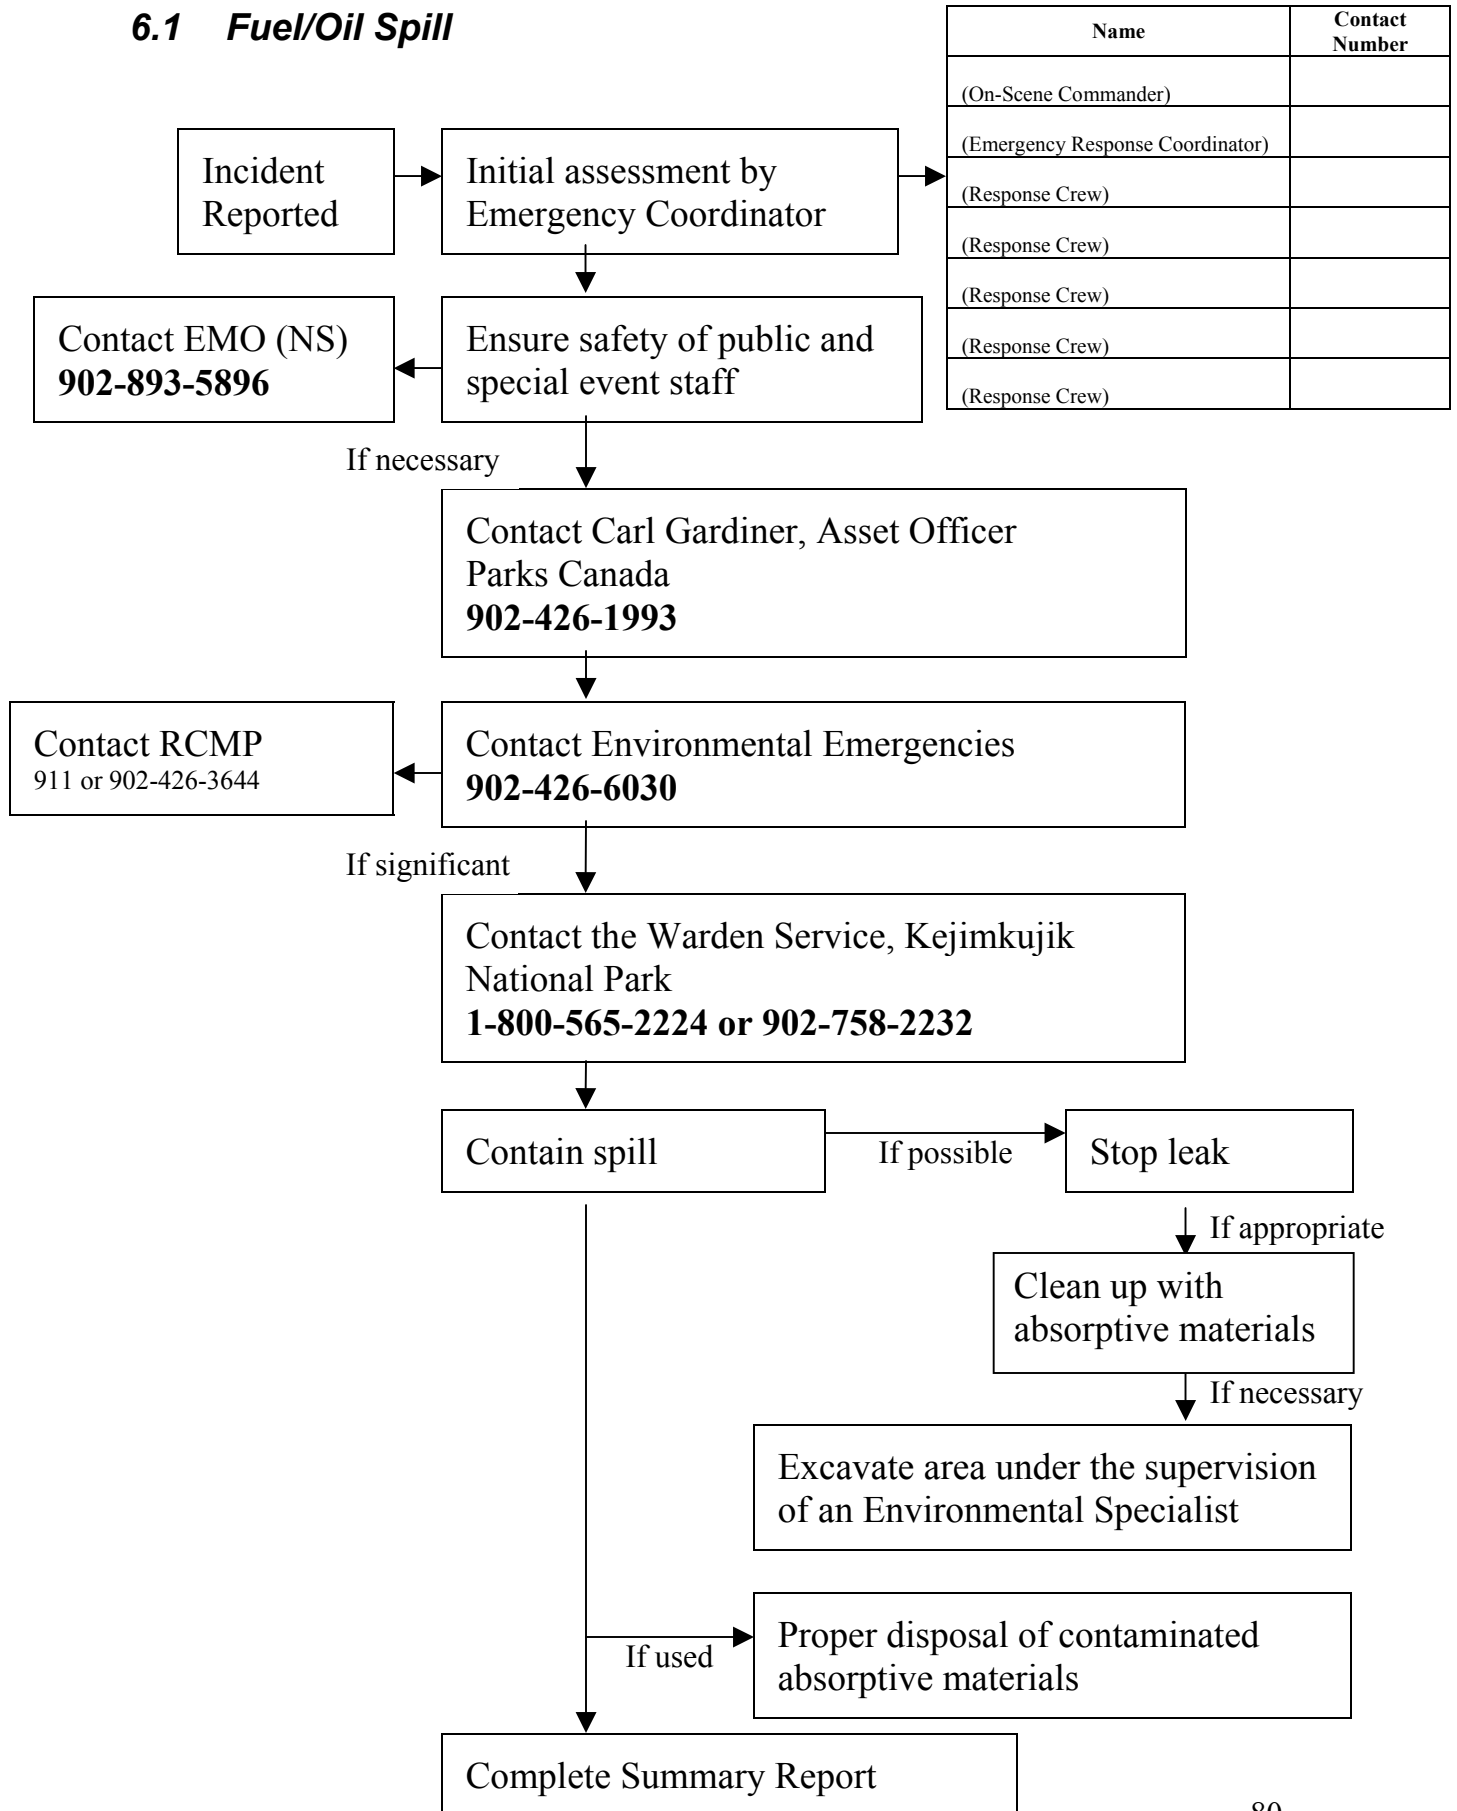 6.1 Fuel/Oil Spill
Name
Contact
Number
(On-Scene Commander)
(Emergency Response Coordinator)
(Response Crew)
(Response Crew)
(Response Crew)
(Response Crew)
(Response Crew)
Incident
Reported
Initial assessment by
Emergency Coordinator
Contact EMO (NS)
902-893-5896
Ensure safety of public and
special event staff
If necessary
Contact Carl Gardiner, Asset Officer
Parks Canada
902-426-1993
Contact RCMP
911 or 902-426-3644
Contact Environmental Emergencies
902-426-6030
If significant
Contact the Warden Service, Kejimkujik
National Park
1-800-565-2224 or 902-758-2232
Contain spill
If possible
Stop leak
If appropriate
Clean up with
absorptive materials
If necessary
Excavate area under the supervision
of an Environmental Specialist
If used
Proper disposal of contaminated
absorptive materials
Complete Summary Report
80